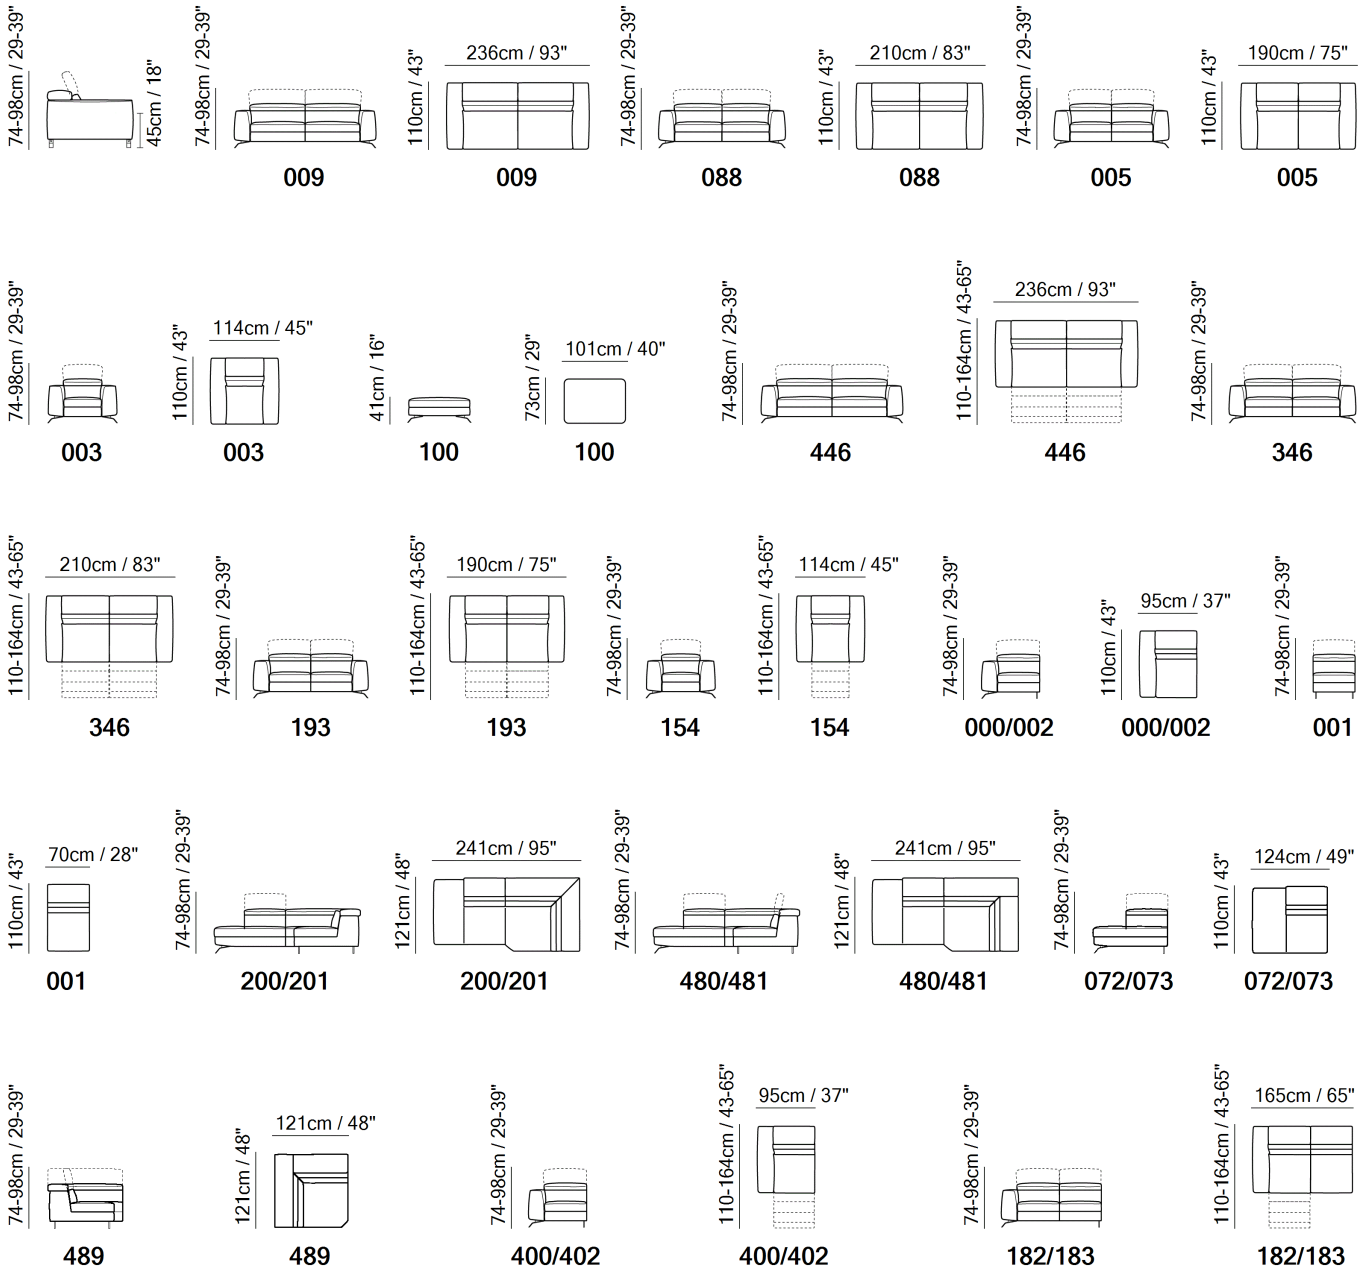 74-98cm / 29-39"
45cm / 18"
74-98cm / 29-39"
009
110cm / 43"
236cm / 93"
009
74-98cm / 29-39"
088
110cm / 43"
210cm / 83"
088
74-98cm / 29-39"
005
110cm / 43"
190cm / 75"
005
74-98cm / 29-39"
003
110cm / 43"
114cm / 45"
003
41cm / 16"
100
73cm / 29"
101cm / 40"
100
74-98cm / 29-39"
446
110-164cm / 43-65"
236cm / 93"
446
74-98cm / 29-39"
346
110-164cm / 43-65"
210cm / 83"
346
74-98cm / 29-39"
193
110-164cm / 43-65"
190cm / 75"
193
74-98cm / 29-39"
154
110-164cm / 43-65"
114cm / 45"
154
74-98cm / 29-39"
000/002
110cm / 43"
95cm / 37"
000/002
74-98cm / 29-39"
001
110cm / 43"
70cm / 28"
001
74-98cm / 29-39"
200/201
121cm / 48"
241cm / 95"
200/201
74-98cm / 29-39"
480/481
121cm / 48"
241cm / 95"
480/481
74-98cm / 29-39"
072/073
110cm / 43"
124cm / 49"
072/073
74-98cm / 29-39"
489
121cm / 48"
121cm / 48"
489
74-98cm / 29-39"
400/402
110-164cm / 43-65"
95cm / 37"
400/402
74-98cm / 29-39"
182/183
110-164cm / 43-65"
165cm / 65"
182/183